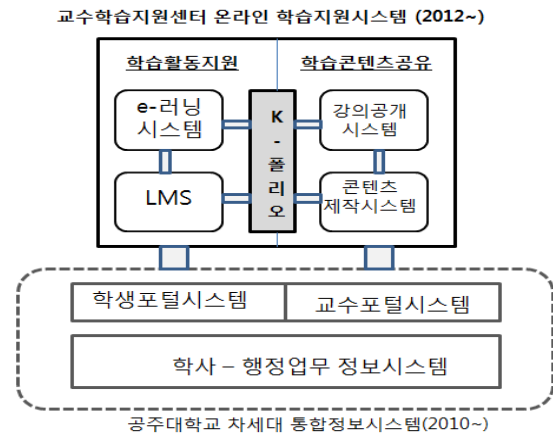 교수학습지원센터 온라인 학습지원시스템 (2012~)
학습활동지원
학습콘텐츠공유
e-러닝
시스템
K
-
폴
리
오
강의공개
시스템
LMS
콘텐츠
제작시스템
학생포털시스템
교수포털시스템
학사 – 행정업무 정보시스템
공주대학교 차세대 통합정보시스템(2010~)